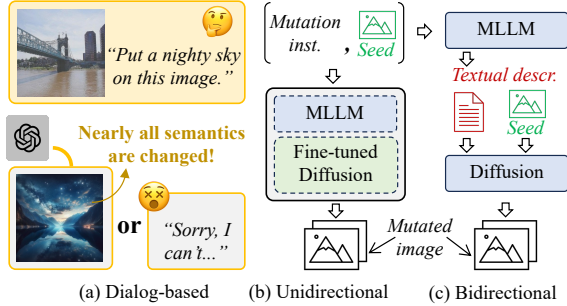 “Put a nighty sky
on this image.”
Nearly all semantics
are changed!
or
“Sorry, I
can’t...”
(a) Dialog-based
Mutation
inst.
,
Seed
MLLM
Fine-tuned
Diffusion
Mutated
image
(b) Unidirectional
MLLM
Textual descr.
Seed
Diffusion
(c) Bidirectional